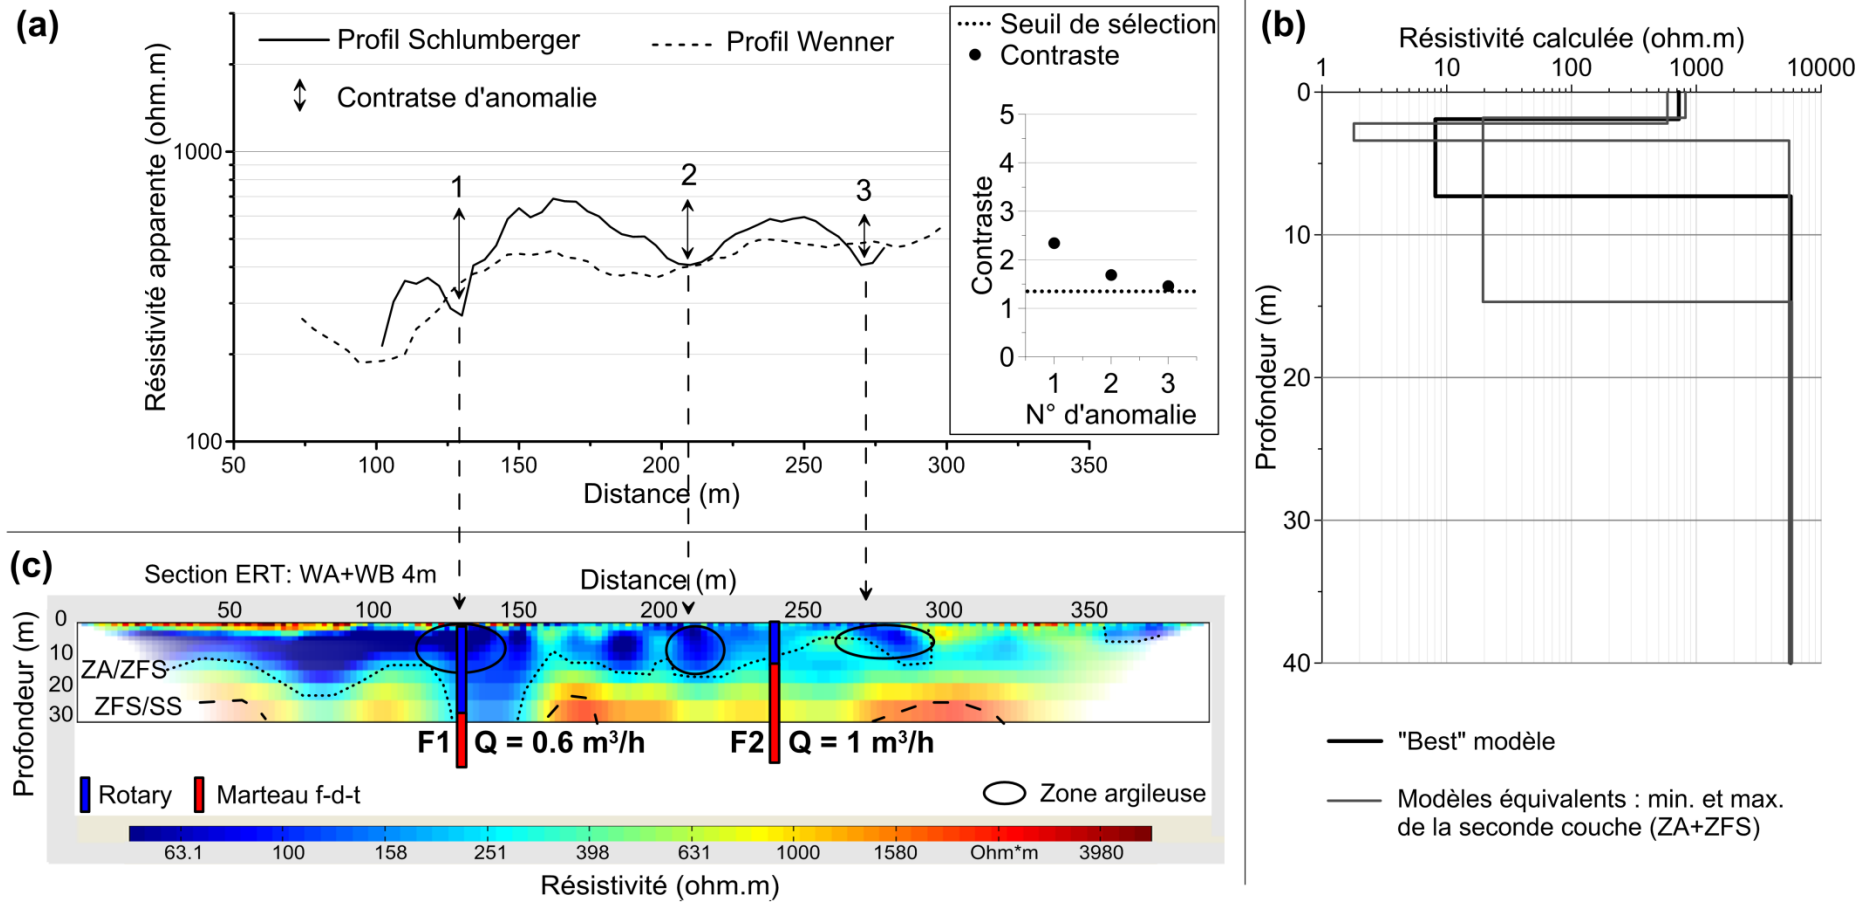 (a)
Profil Schlumberger
Profil Wenner
Contratse d'anomalie
Résistivité apparente (ohm.m)
1000
100
1
2
3
50
100
150
200
250
300
350
Distance (m)
Seuil de sélection
Contraste
Contraste
5
4
3
2
1
0
1
2
3
N° d'anomalie
(b)
Résistivité calculée (ohm.m)
1
10
100
1000
10000
Profondeur (m)
0
10
20
30
40
"Best" modèle
Modèles équivalents : min. et max.
de la seconde couche (ZA+ZFS)
(c)
Section ERT: WA+WB 4m
Distance (m)
50
100
150
200
250
300
350
Profondeur (m)
0
10
20
30
ZA/ZFS
ZFS/SS
F1
Q = 0.6 m³/h
F2
Q = 1 m³/h
Rotary
Marteau f-d-t
Zone argileuse
63.1
100
158
251
398
631
1000
1580
Ohm*m
3980
Résistivité (ohm.m)